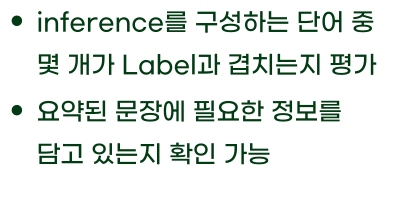 • inference를 구성하는 단어 중
몇 개가 Label과 겹치는지 평가
• 요약된 문장에 필요한 정보를
담고 있는지 확인 가능